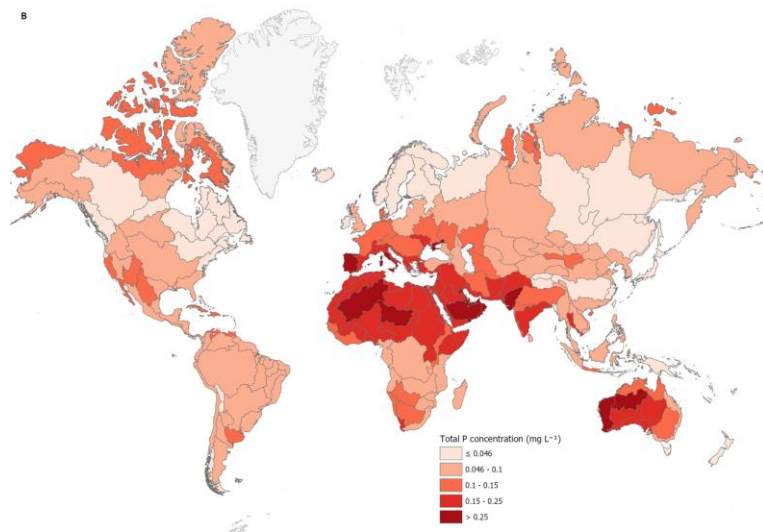 B
Total P concentration (mg L⁻¹)
≤ 0.046
0.046 - 0.1
0.1 - 0.15
0.15 - 0.25
> 0.25